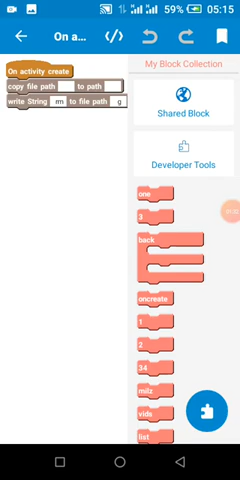 59% 05:15
On a...
On activity create
copy file path to path
write String m to file path g
My Block Collection
Shared Block
Developer Tools
one
3
back
oncreate
1
2
34
vids
list